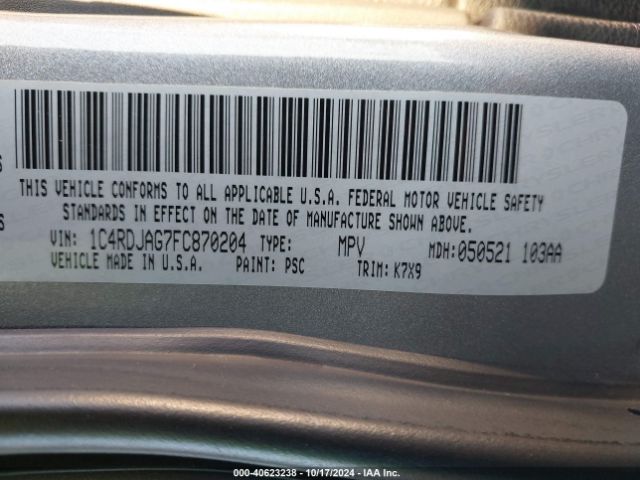 THIS VEHICLE CONFORMS TO ALL APPLICABLE U.S.A. FEDERAL MOTOR VEHICLE SAFETY
STANDARDS IN EFFECT ON THE DATE OF MANUFACTURE SHOWN ABOVE.
VIN: 1C4RDJAG7FC870204 TYPE: MPV MDH:050521 103AA
VEHICLE MADE IN U.S.A. PAINT: PSC TRIM: K7X9
000-40623238 - 10/17/2024 - IAA Inc.